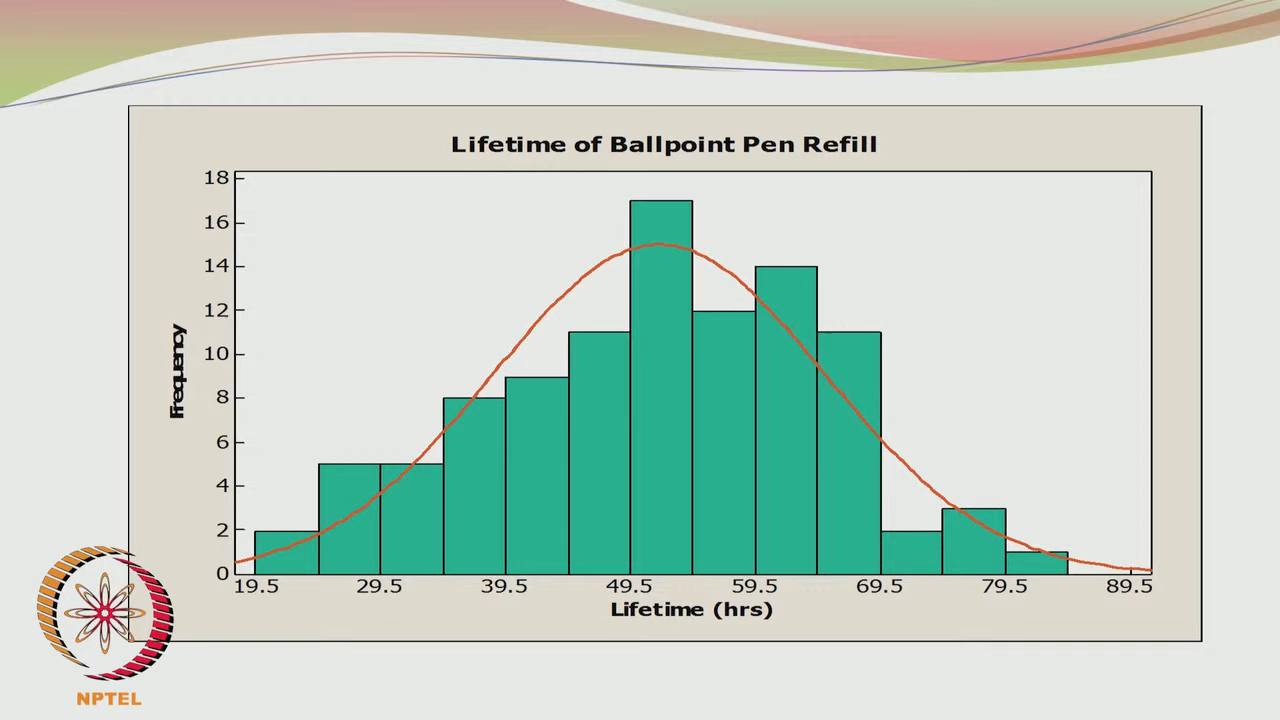 Lifetime of Ballpoint Pen Refill
18
16
14
12
10
8
6
4
2
0
Frequency
19.5 29.5 39.5 49.5 59.5 69.5 79.5 89.5
Lifetime (hrs)
NPTEL